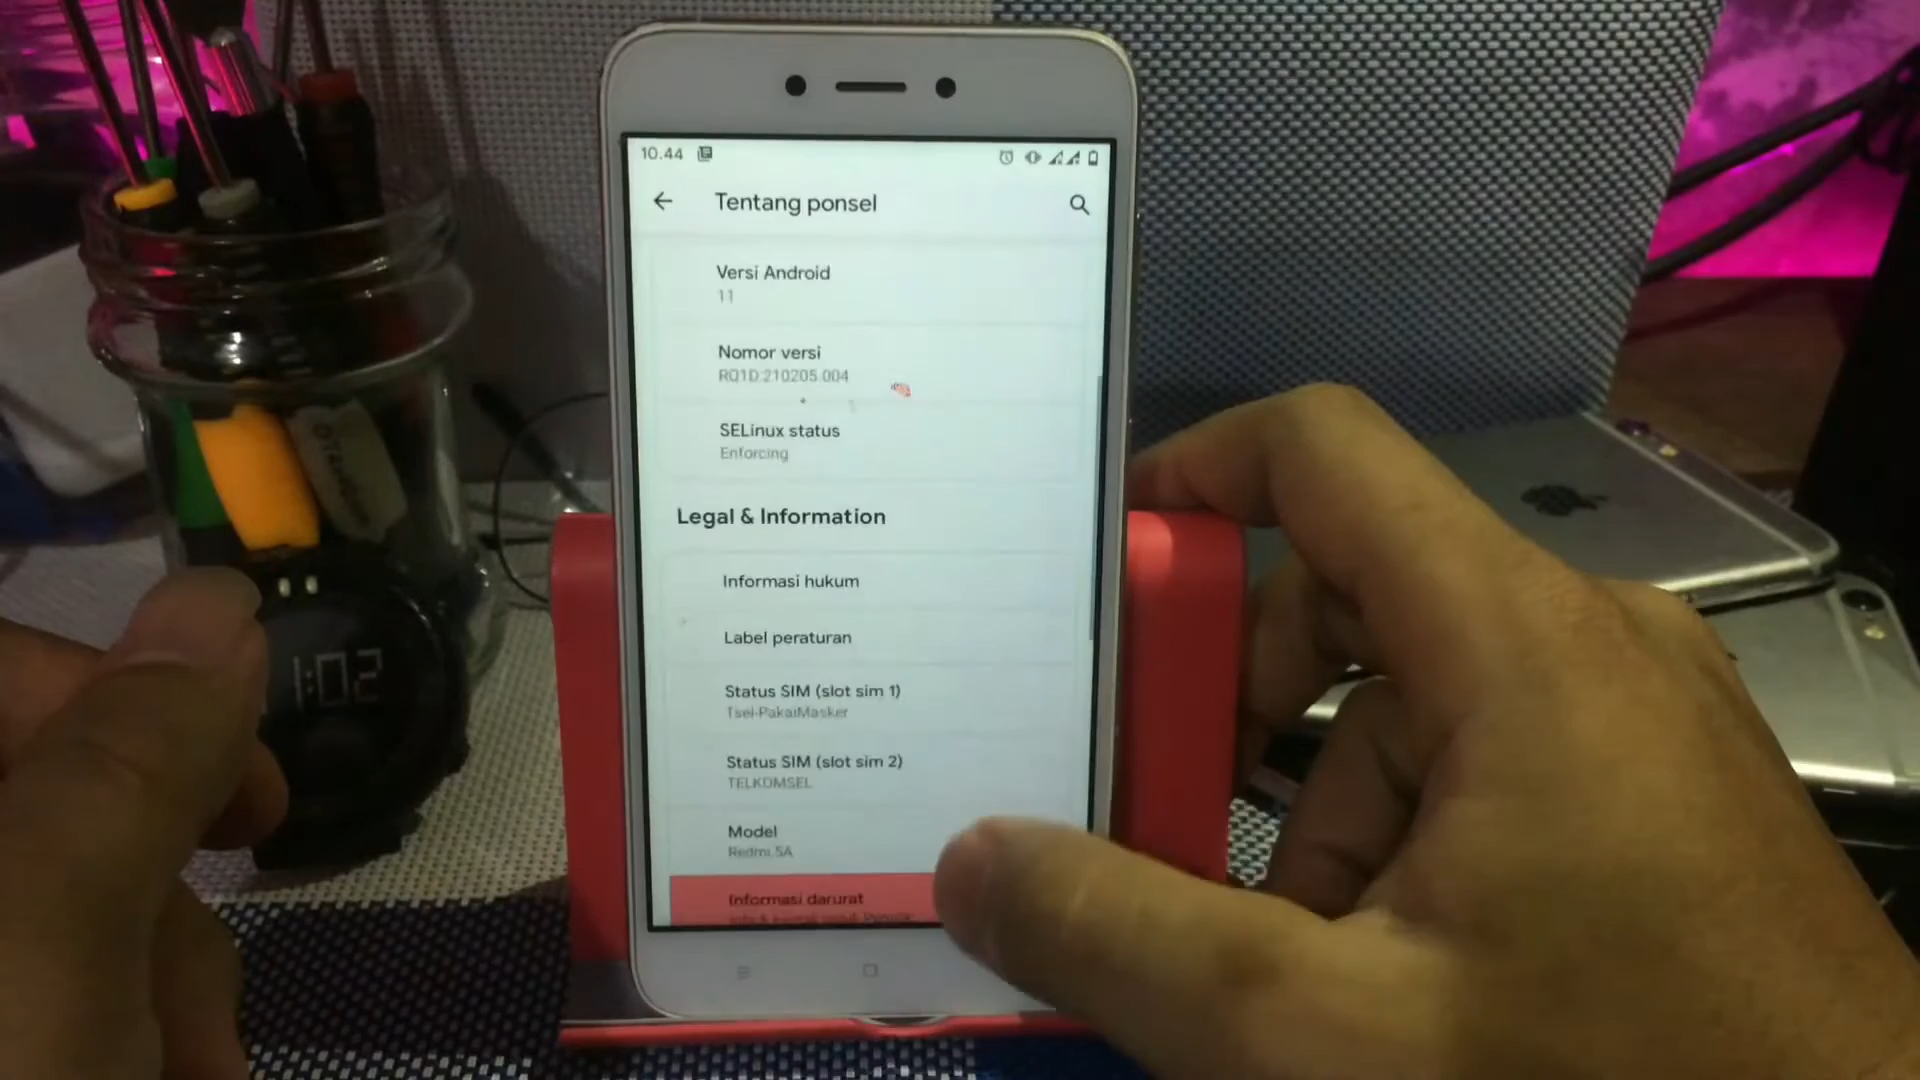 10.44
Tentang ponsel
Versi Android
11
Nomor versi
RQ1D.210205.004
SELinux status
Enforcing
Legal & Information
Informasi hukum
Label peraturan
Status SIM (slot sim 1)
Tsel-PakaiMasker
Status SIM (slot sim 2)
TELKOMSEL
Model
Redmi 5A
Informasi darurat
1:02